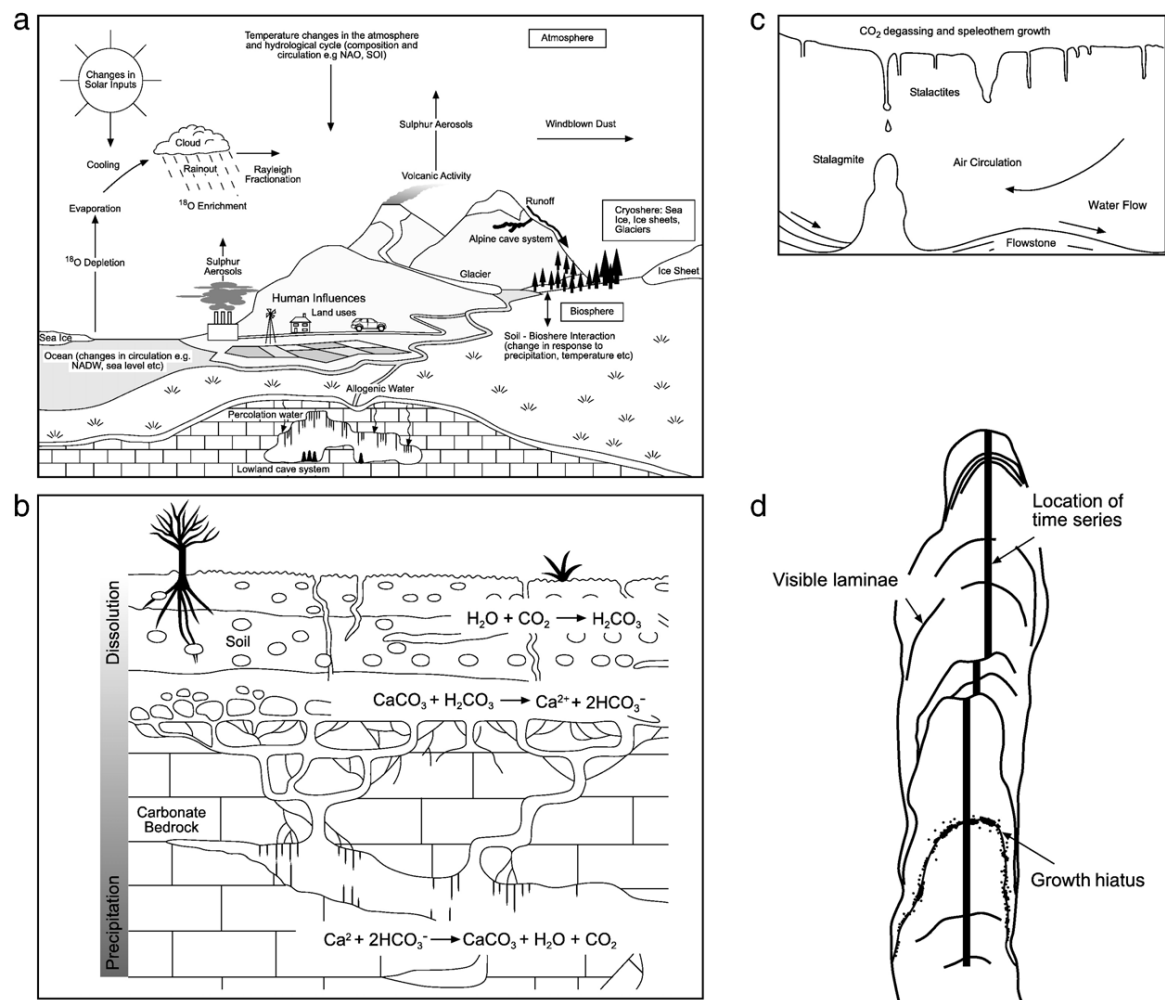 a
Temperature changes in the atmosphere
and hydrological cycle (composition and
circulation e.g NAO, SOI)
Atmosphere
Changes in
Solar Inputs
Cooling
Cloud
Rainout
Rayleigh
Fractionation
¹⁸O Enrichment
Evaporation
¹⁸O Depletion
Sulphur Aerosols
Windblown Dust
Volcanic Activity
Runoff
Alpine cave system
Cryoshere: Sea
Ice, Ice sheets,
Glaciers
Sulphur
Aerosols
Glacier
Ice Sheet
Human Influences
Land uses
Biosphere
Sea Ice
Ocean (changes in circulation e.g.
NADW, sea level etc)
Soil - Bioshere Interaction
(change in response to
precipitation, temperature etc)
Allogenic Water
Percolation water
Lowland cave system
b
Dissolution
Precipitation
H₂O + CO₂ → H₂CO₃
Soil
CaCO₃ + H₂CO₃ → Ca²⁺ + 2HCO₃⁻
Carbonate
Bedrock
Ca² + 2HCO₃⁻ → CaCO₃ + H₂O + CO₂
c
CO₂ degassing and speleothem growth
Stalactites
Stalagmite
Air Circulation
Water Flow
Flowstone
d
Location of
time series
Visible laminae
Growth hiatus